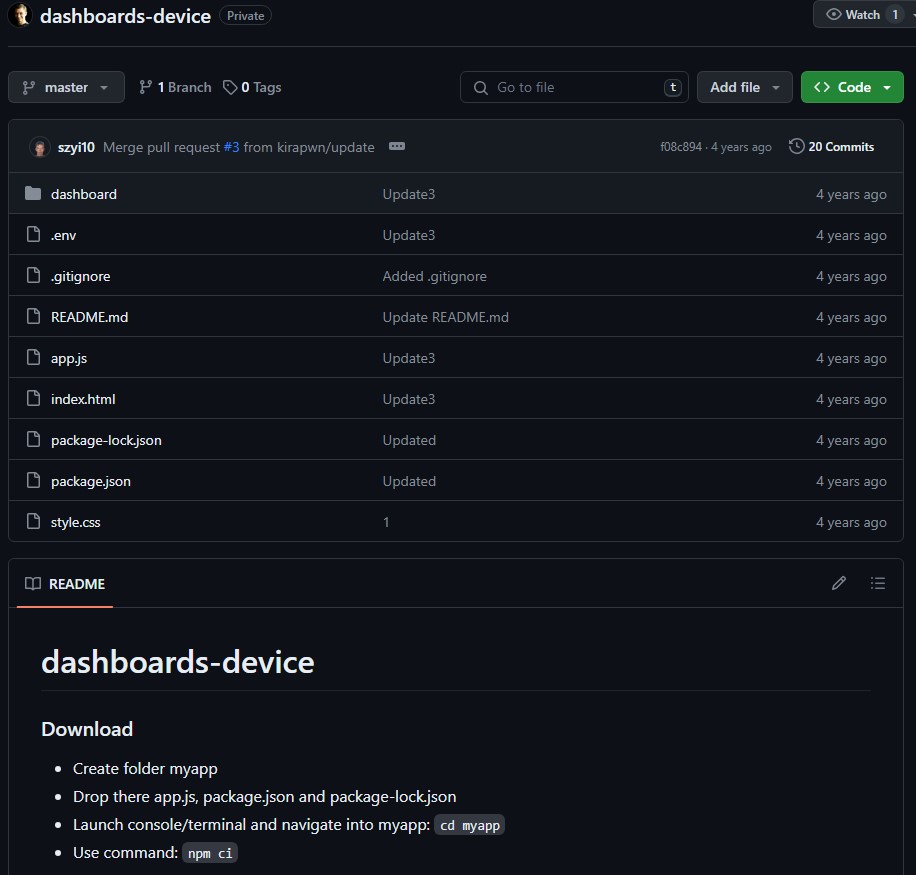 dashboards-device Private Watch 1
master 1 Branch 0 Tags Go to file t Add file Code
szyi10 Merge pull request #3 from kirapwn/update f08c894 · 4 years ago 20 Commits
dashboard Update3 4 years ago
.env Update3 4 years ago
.gitignore Added .gitignore 4 years ago
README.md Update README.md 4 years ago
app.js Update3 4 years ago
index.html Update3 4 years ago
package-lock.json Updated 4 years ago
package.json Updated 4 years ago
style.css 1 4 years ago
README
dashboards-device
Download
• Create folder myapp
• Drop there app.js, package.json and package-lock.json
• Launch console/terminal and navigate into myapp: cd myapp
• Use command: npm ci